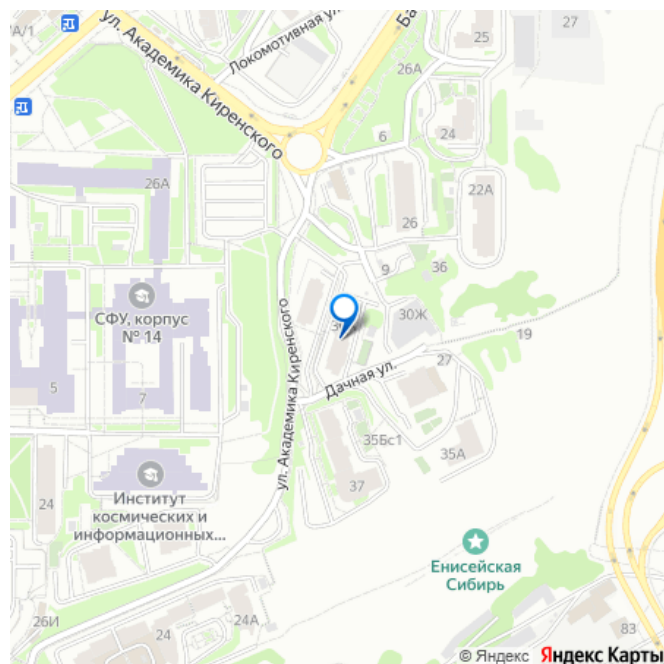 7А/1
ул. Академика Киренского
Локомотивная ул.
27
25
26А
24
6
26А
22А
26
9
36
СФУ, корпус
№ 14
30Ж
19
ул. Академика Киренского
Дачная ул.
27
5
7
35Бс1
35А
37
24
Институт
космических и
информационных...
Енисейская
Сибирь
26И
24
24А
83
© Яндекс Яндекс Карты